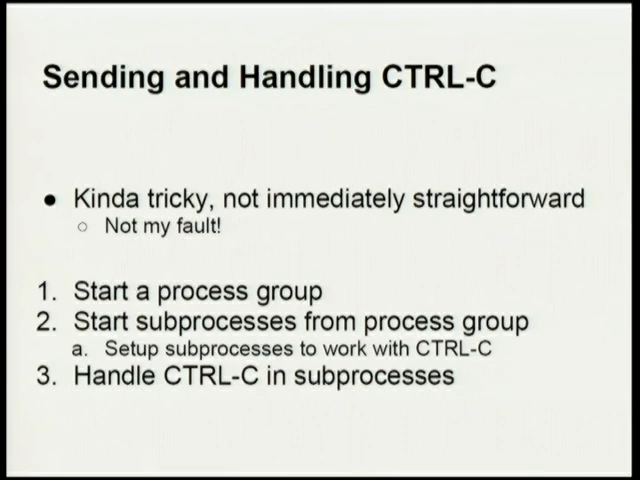 Sending and Handling CTRL-C
● Kinda tricky, not immediately straightforward
○ Not my fault!
1. Start a process group
2. Start subprocesses from process group
a. Setup subprocesses to work with CTRL-C
3. Handle CTRL-C in subprocesses